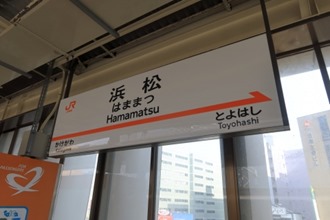 JR
浜松
はままつ
Hamamatsu
かけがわ
とよはし
Toyohashi